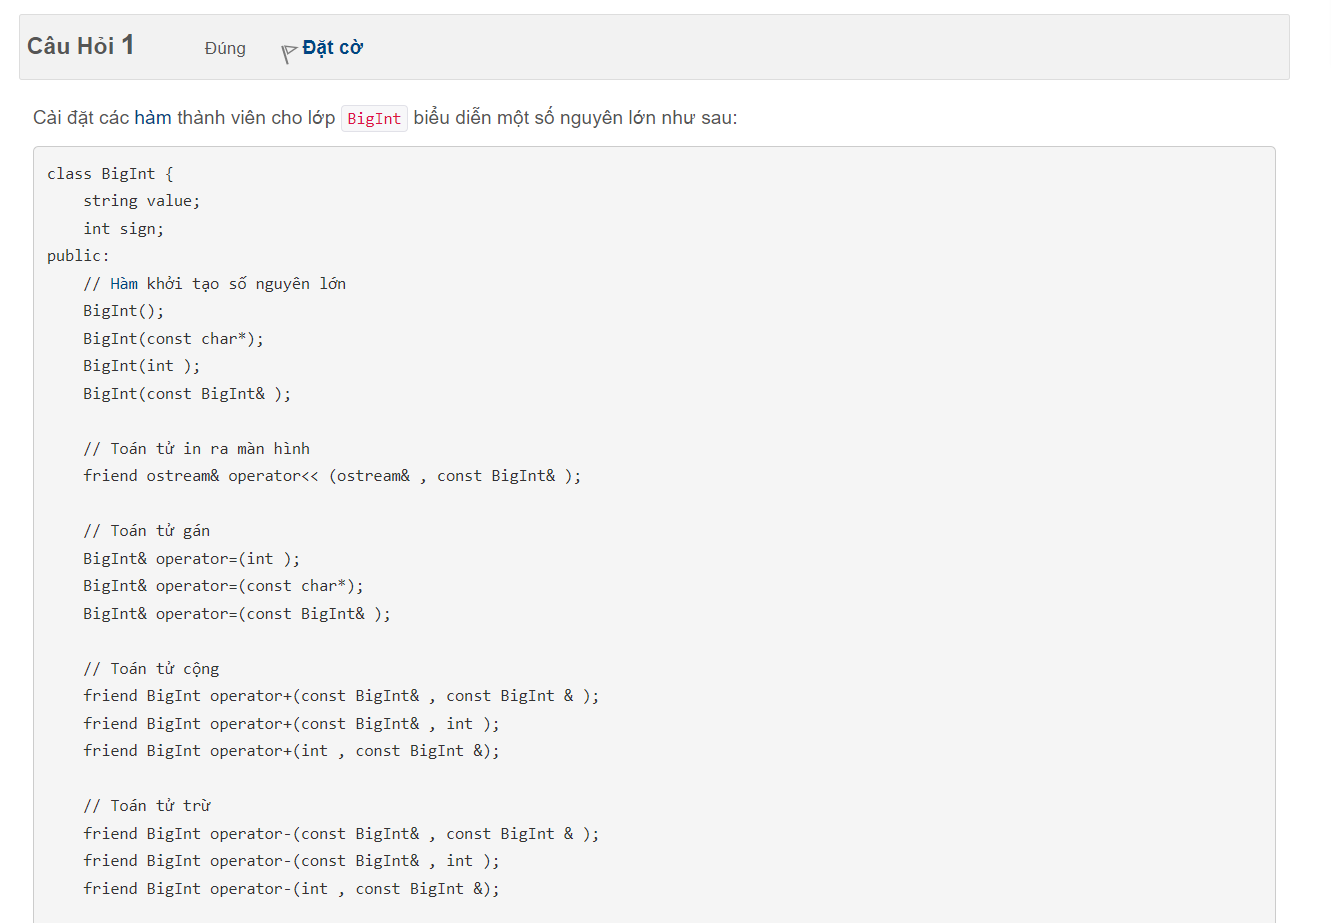 Câu Hỏi 1 Đúng Đặt cờ
Cài đặt các hàm thành viên cho lớp BigInt biểu diễn một số nguyên lớn như sau:
class BigInt {
    string value;
    int sign;
public:
    // Hàm khởi tạo số nguyên lớn
    BigInt();
    BigInt(const char*);
    BigInt(int );
    BigInt(const BigInt& );

    // Toán tử in ra màn hình
    friend ostream& operator<< (ostream& , const BigInt& );

    // Toán tử gán
    BigInt& operator=(int );
    BigInt& operator=(const char*);
    BigInt& operator=(const BigInt& );

    // Toán tử cộng
    friend BigInt operator+(const BigInt& , const BigInt & );
    friend BigInt operator+(const BigInt& , int );
    friend BigInt operator+(int , const BigInt &);

    // Toán tử trừ
    friend BigInt operator-(const BigInt& , const BigInt & );
    friend BigInt operator-(const BigInt& , int );
    friend BigInt operator-(int , const BigInt &);